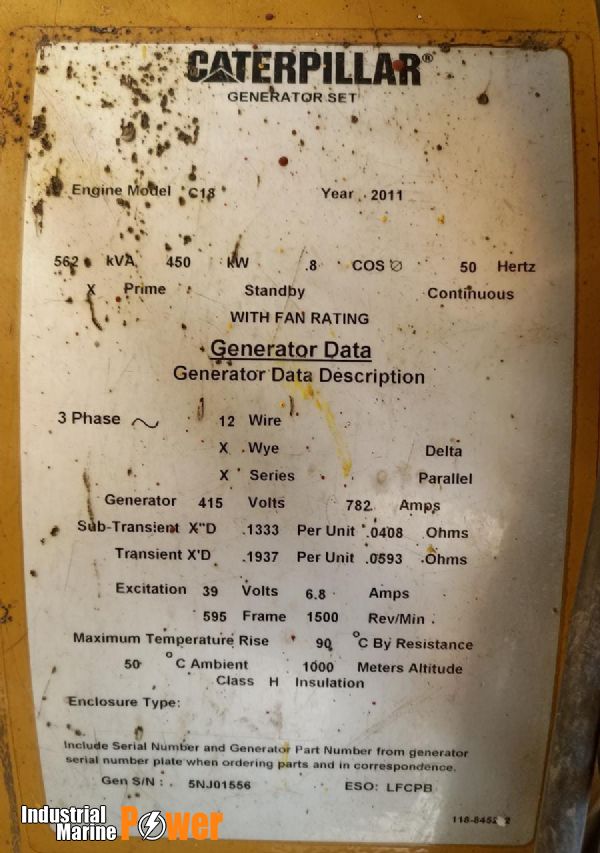 CATERPILLAR®
GENERATOR SET
Engine Model C18 Year 2011
562 kVA 450 kW .8 COS ∅ 50 Hertz
X Prime Standby Continuous
WITH FAN RATING
Generator Data
Generator Data Description
3 Phase 12 Wire
X Wye Delta
X Series Parallel
Generator 415 Volts 782 Amps
Sub-Transient X"D .1333 Per Unit .0408 Ohms
Transient X'D .1937 Per Unit .0593 Ohms
Excitation 39 Volts 6.8 Amps
595 Frame 1500 Rev/Min
Maximum Temperature Rise 90 °C By Resistance
50 °C Ambient 1000 Meters Altitude
Class H Insulation
Enclosure Type:
Include Serial Number and Generator Part Number from generator
serial number plate when ordering parts and in correspondence.
Gen S/N : 5NJ01556 ESO: LFCPB
Industrial
Marine Power